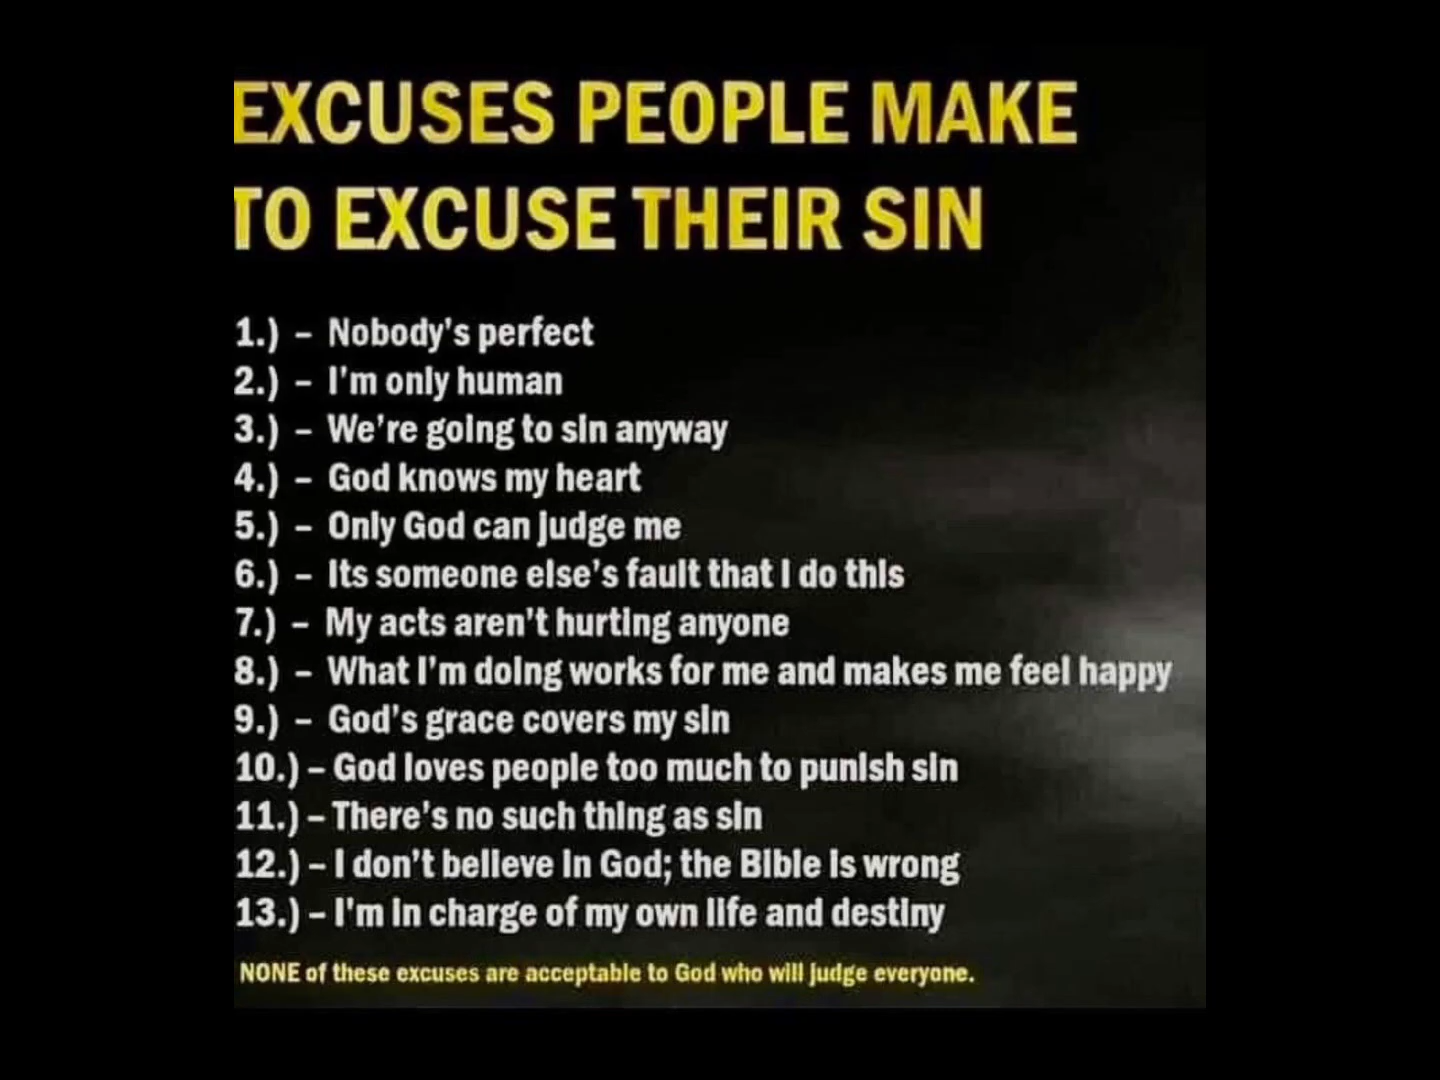 EXCUSES PEOPLE MAKE
TO EXCUSE THEIR SIN
1.) – Nobody's perfect
2.) – I'm only human
3.) – We're going to sin anyway
4.) – God knows my heart
5.) – Only God can judge me
6.) – Its someone else's fault that I do this
7.) – My acts aren't hurting anyone
8.) – What I'm doing works for me and makes me feel happy
9.) – God's grace covers my sin
10.) – God loves people too much to punish sin
11.) – There's no such thing as sin
12.) – I don't believe in God; the Bible is wrong
13.) – I'm in charge of my own life and destiny
NONE of these excuses are acceptable to God who will judge everyone.